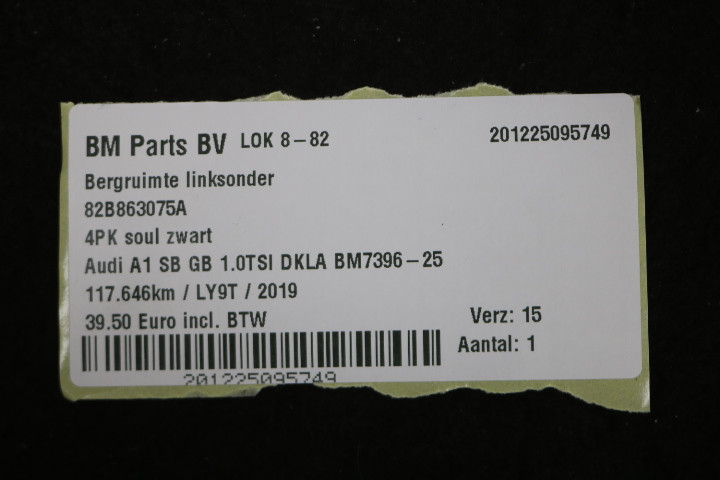 BM Parts BV LOK 8-82 201225095749
Bergruimte linksonder
82B863075A
4PK soul zwart
Audi A1 SB GB 1.0TSI DKLA BM7396-25
117.646km / LY9T / 2019
39.50 Euro incl. BTW Verz: 15
Aantal: 1
201225095749